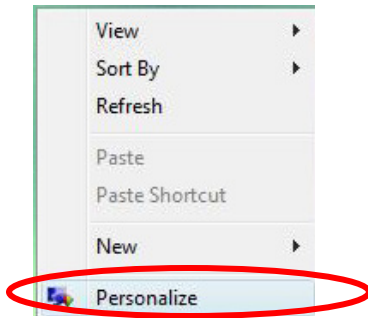 View
Sort By
Refresh
Paste
Paste Shortcut
New
Personalize